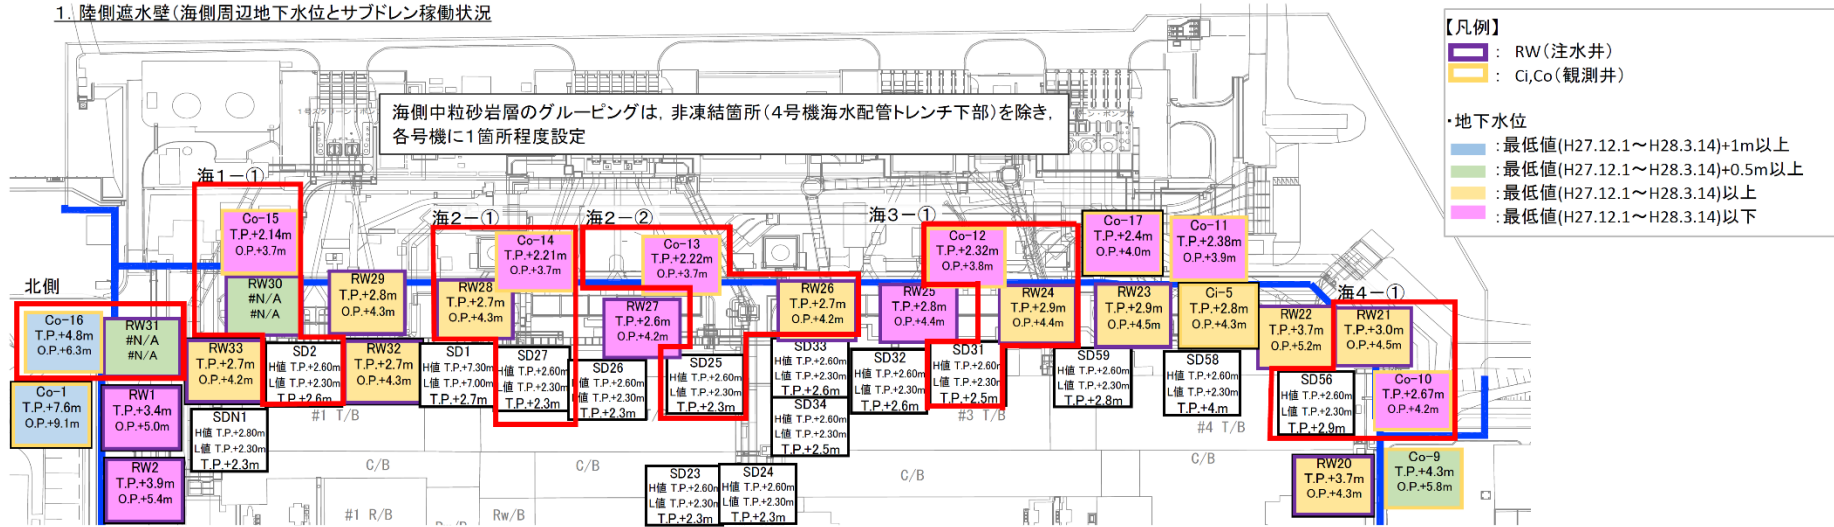 1. 陸側遮水壁(海側周辺地下水位とサブドレン稼働状況
【凡例】
: RW(注水井)
: Ci,Co(観測井)
・地下水位
: 最低値(H27.12.1～H28.3.14)+1m以上
: 最低値(H27.12.1～H28.3.14)+0.5m以上
: 最低値(H27.12.1～H28.3.14)以上
: 最低値(H27.12.1～H28.3.14)以下
海側中粒砂岩層のグルーピングは, 非凍結箇所(4号機海水配管トレンチ下部)を除き,
各号機に1箇所程度設定
海1-①
海2-①
海2-②
海3-①
海4-①
北側
Co-15
T.P.+2.14m
O.P.+3.7m
Co-14
T.P.+2.21m
O.P.+3.7m
Co-13
T.P.+2.22m
O.P.+3.7m
Co-12
T.P.+2.32m
O.P.+3.8m
Co-17
T.P.+2.4m
O.P.+4.0m
Co-11
T.P.+2.38m
O.P.+3.9m
RW30
#N/A
#N/A
RW29
T.P.+2.8m
O.P.+4.3m
RW28
T.P.+2.7m
O.P.+4.3m
RW27
T.P.+2.6m
O.P.+4.2m
RW26
T.P.+2.7m
O.P.+4.2m
RW25
T.P.+2.8m
O.P.+4.4m
RW24
T.P.+2.9m
O.P.+4.4m
RW23
T.P.+2.9m
O.P.+4.5m
Ci-5
T.P.+2.8m
O.P.+4.3m
RW22
T.P.+3.7m
O.P.+5.2m
RW21
T.P.+3.0m
O.P.+4.5m
Co-16
T.P.+4.8m
O.P.+6.3m
RW31
#N/A
#N/A
RW33
T.P.+2.7m
O.P.+4.2m
SD2
H値 T.P.+2.60m
L値 T.P.+2.30m
T.P.+2.6m
RW32
T.P.+2.7m
O.P.+4.3m
SD1
H値 T.P.+7.30m
L値 T.P.+7.00m
T.P.+2.7m
SD27
H値 T.P.+2.60m
L値 T.P.+2.30m
T.P.+2.3m
SD26
H値 T.P.+2.60m
L値 T.P.+2.30m
T.P.+2.3m
SD25
H値 T.P.+2.60m
L値 T.P.+2.30m
T.P.+2.3m
SD33
H値 T.P.+2.60m
L値 T.P.+2.30m
T.P.+2.6m
SD32
H値 T.P.+2.60m
L値 T.P.+2.30m
T.P.+2.6m
SD31
H値 T.P.+2.60m
L値 T.P.+2.30m
T.P.+2.5m
SD59
H値 T.P.+2.60m
L値 T.P.+2.30m
T.P.+2.8m
SD58
H値 T.P.+2.60m
L値 T.P.+2.30m
T.P.+4.m
SD56
H値 T.P.+2.60m
L値 T.P.+2.30m
T.P.+2.9m
Co-10
T.P.+2.67m
O.P.+4.2m
Co-1
T.P.+7.6m
O.P.+9.1m
RW1
T.P.+3.4m
O.P.+5.0m
SDN1
H値 T.P.+2.80m
L値 T.P.+2.30m
T.P.+2.3m
SD34
H値 T.P.+2.60m
L値 T.P.+2.30m
T.P.+2.5m
#1 T/B
#3 T/B
#4 T/B
RW2
T.P.+3.9m
O.P.+5.4m
C/B
C/B
C/B
C/B
SD23
H値 T.P.+2.60m
L値 T.P.+2.30m
T.P.+2.3m
SD24
H値 T.P.+2.60m
L値 T.P.+2.30m
T.P.+2.3m
RW20
T.P.+3.7m
O.P.+4.3m
Co-9
T.P.+4.3m
O.P.+5.8m
#1 R/B
Rw/B